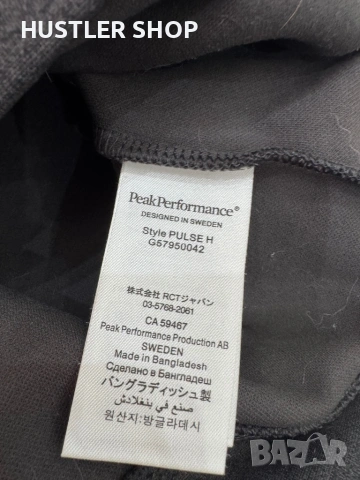 HUSTLER SHOP
PeakPerformance®
DESIGNED IN SWEDEN
Style PULSE H
G57950042
株式会社 RCTジャパン
03-5768-2061
CA 59467
Peak Performance Production AB
SWEDEN
Made in Bangladesh
Сделано в Бангладеш
バングラディッシュ製
صنع في بنغلادش
원산지: 방글라데시
BAZAR